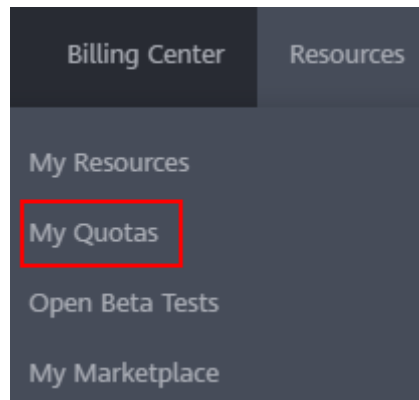 Billing Center Resources
My Resources
My Quotas
Open Beta Tests
My Marketplace